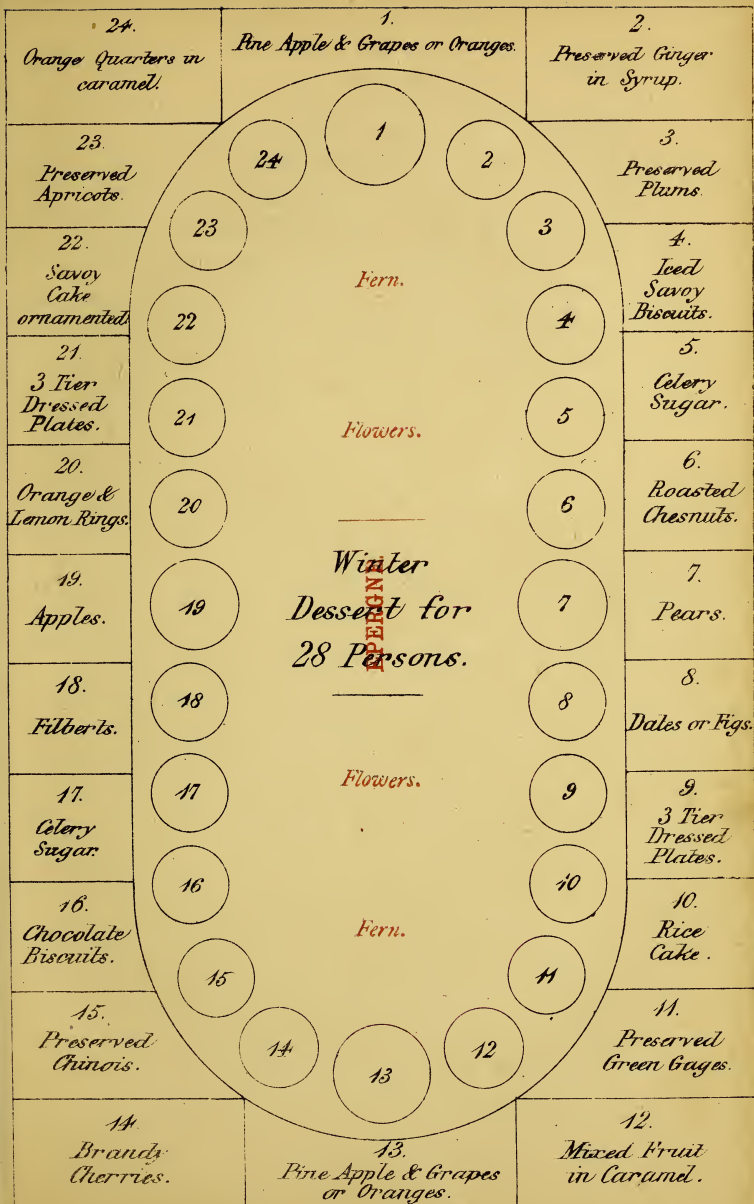 24.
Orange Quarters in
caramel.
1.
Pine Apple & Grapes or Oranges.
2.
Preserved Ginger
in Syrup.
23.
Preserved
Apricots.
3.
Preserved
Plums.
22.
Savoy
Cake
ornamented.
4.
Iced
Savoy
Biscuits.
21.
3 Tier
Dressed
Plates.
5.
Celery
Sugar.
20.
Orange &
Lemon Rings.
6.
Roasted
Chesnuts.
19.
Apples.
7.
Pears.
18.
Filberts.
8.
Dates or Figs.
17.
Celery
Sugar.
9.
3 Tier
Dressed
Plates.
16.
Chocolate
Biscuits.
10.
Rice
Cake.
15.
Preserved
Chinois.
11.
Preserved
Green Gages.
14.
Brandy
Cherries.
13.
Pine Apple & Grapes
or Oranges.
12.
Mixed Fruit
in Caramel.
1
2
3
4
5
6
7
8
9
10
11
12
13
14
15
16
17
18
19
20
21
22
23
24
Fern.
Flowers.
Winter
Dessert for
28 Persons.
EPERGNE
Flowers.
Fern.